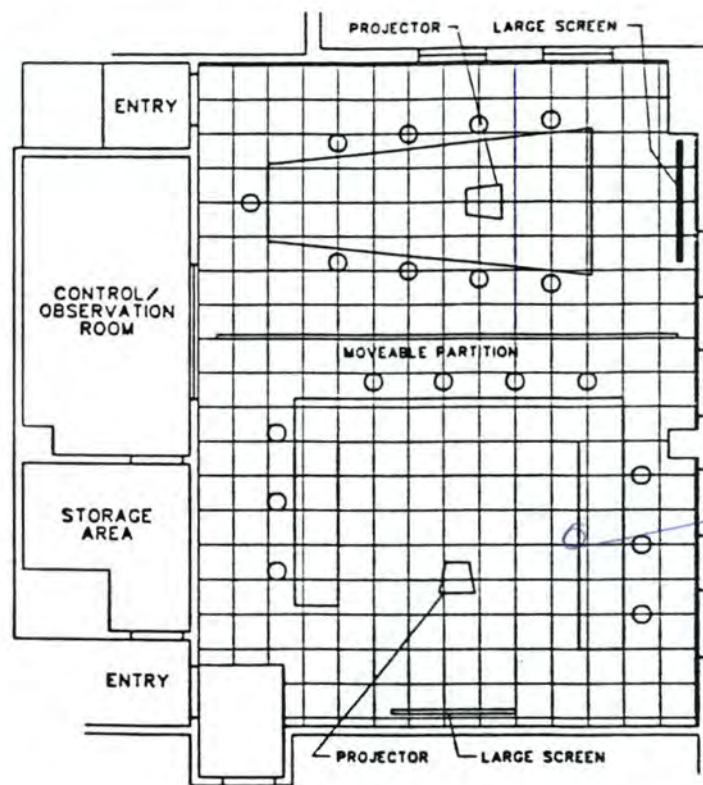 PROJECTOR
LARGE SCREEN
ENTRY
CONTROL/
OBSERVATION
ROOM
MOVEABLE PARTITION
STORAGE
AREA
ENTRY
PROJECTOR
LARGE SCREEN